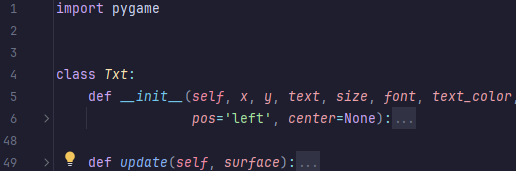 1 import pygame
2
3
4 class Txt:
5 def __init__(self, x, y, text, size, font, text_color,
6 pos='left', center=None):...
48
49 def update(self, surface):...